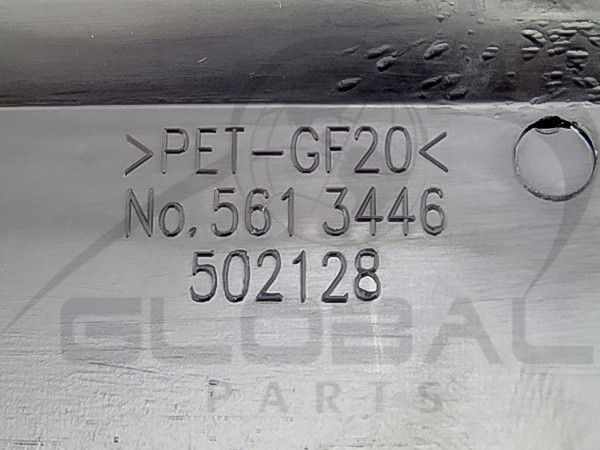 >PET-GF20<
No. 561 3446
502128
GLOBAL
PARTS